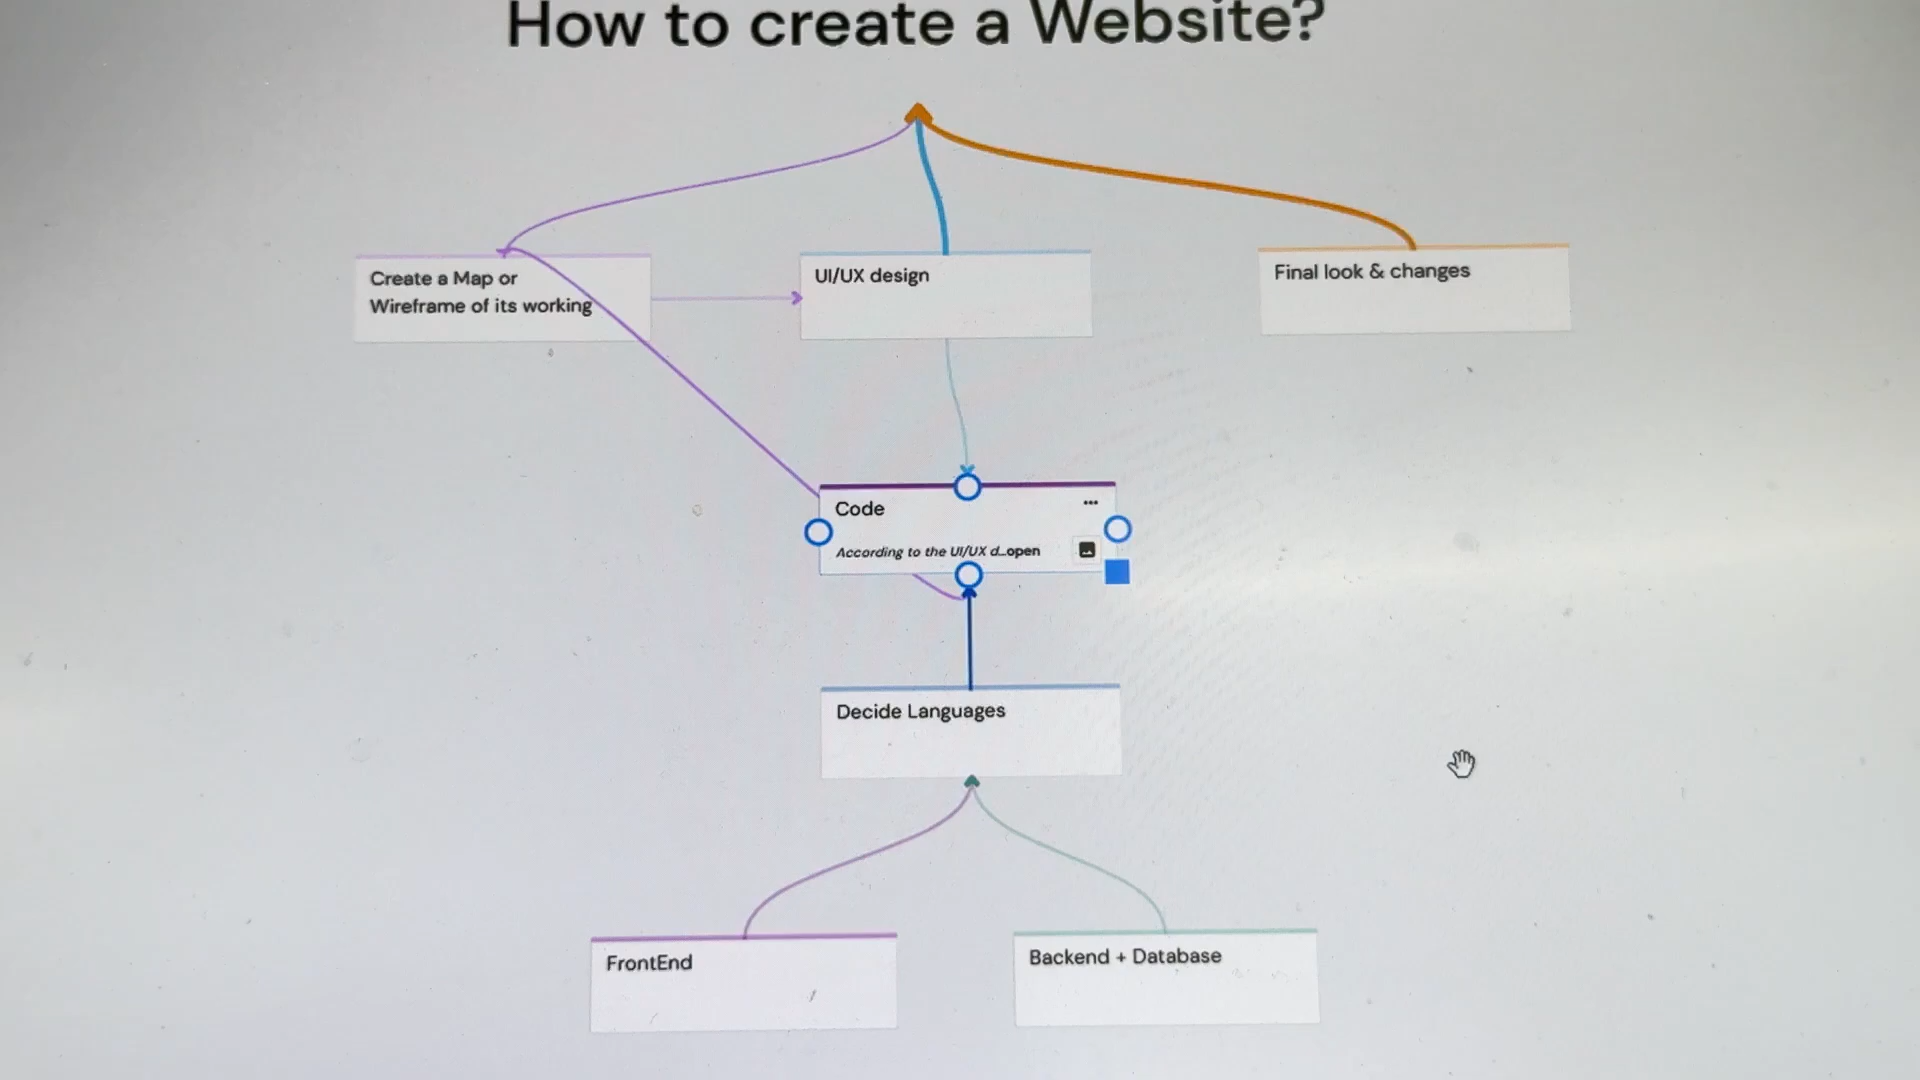 How to create a Website?
Create a Map or
Wireframe of its working
UI/UX design
Final look & changes
Code
According to the UI/UX d...open
Decide Languages
FrontEnd
Backend + Database